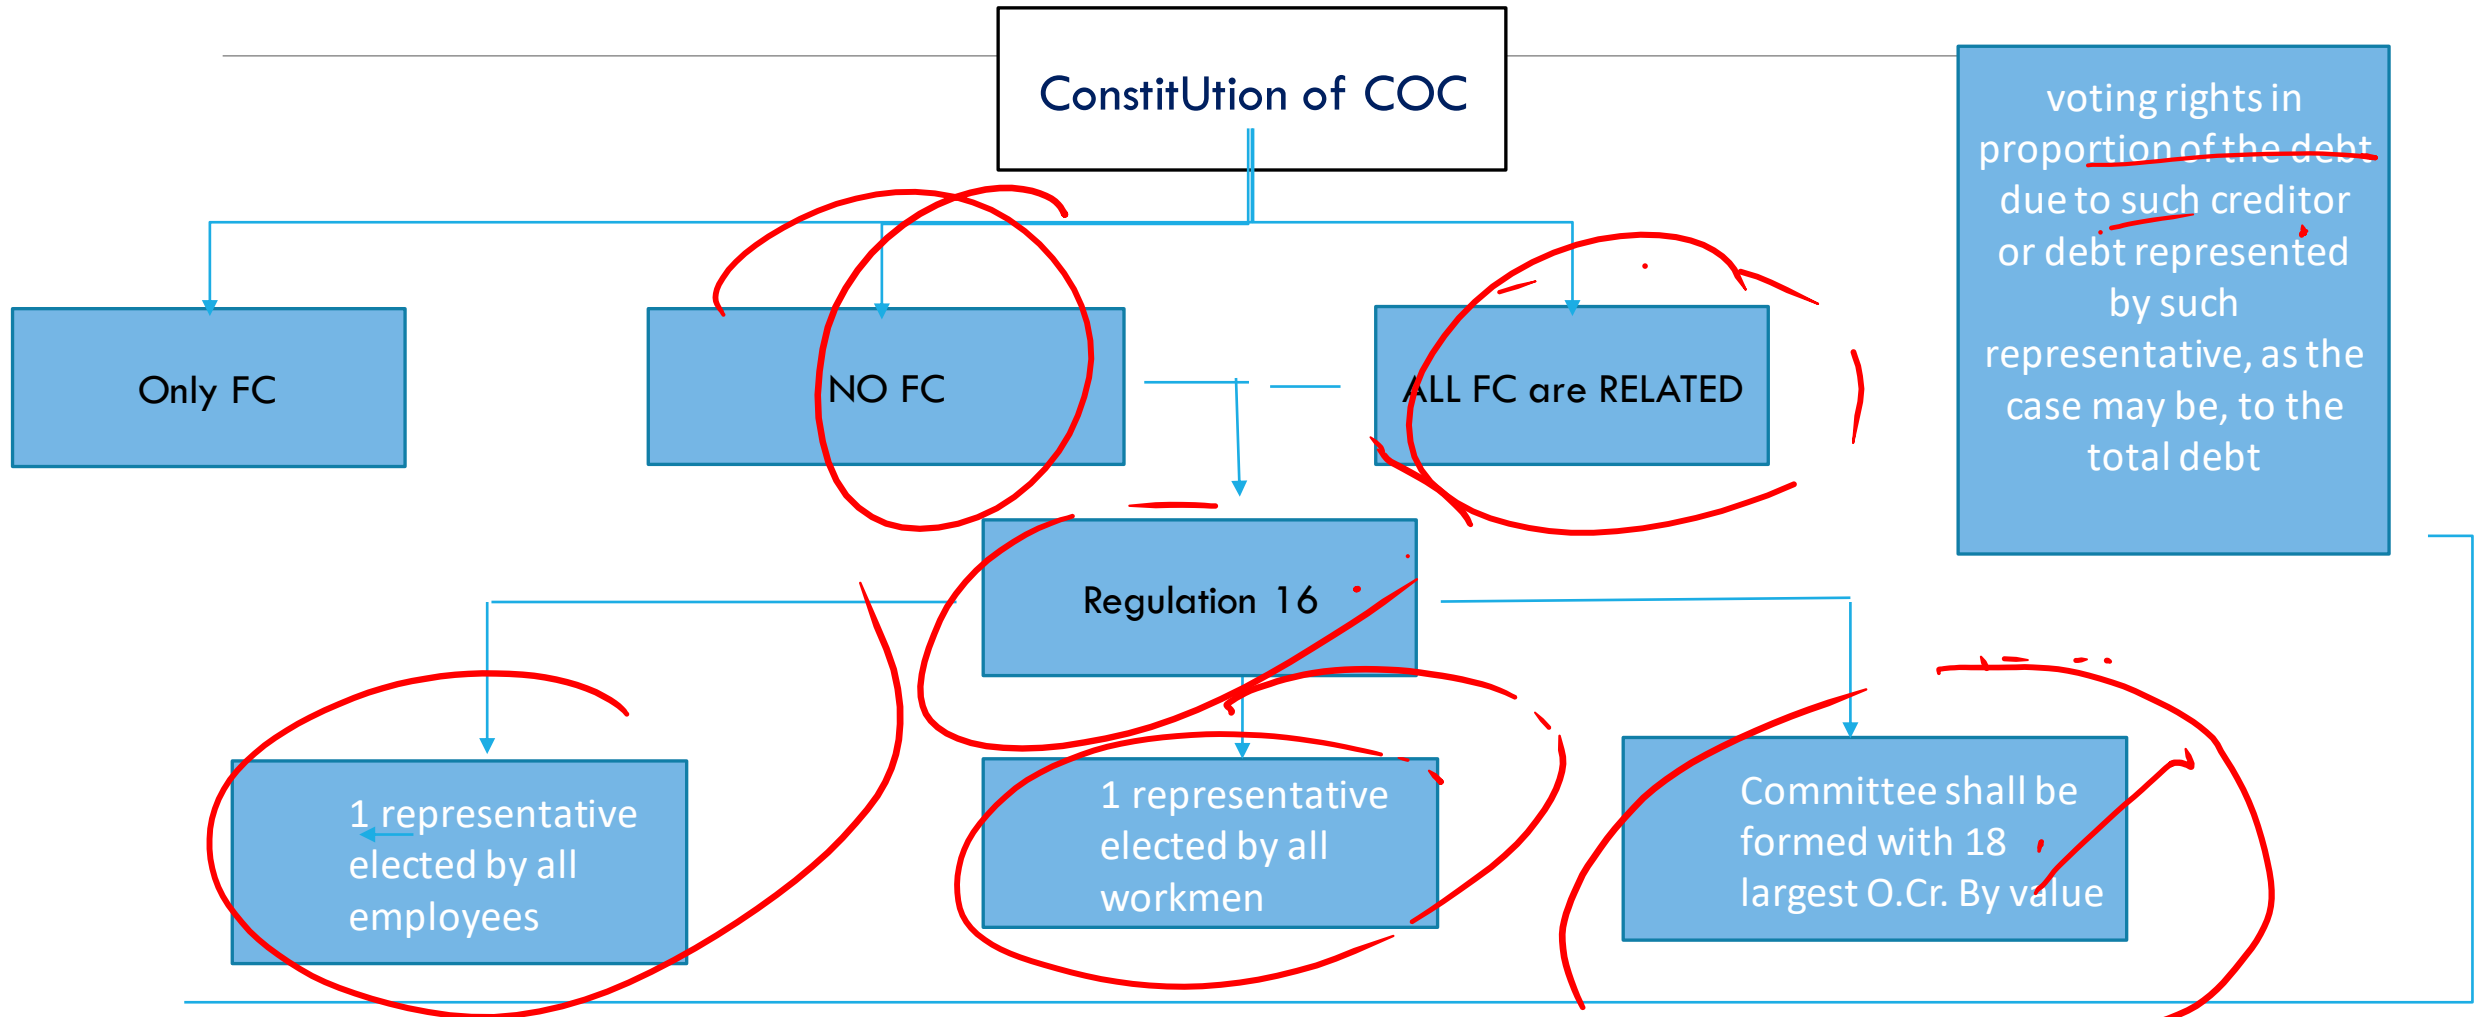 ConstitUtion of COC
voting rights in
proportion of the debt
due to such creditor
or debt represented
by such
representative, as the
case may be, to the
total debt
Only FC
NO FC
ALL FC are RELATED
Regulation 16
1 representative
elected by all
employees
1 representative
elected by all
workmen
Committee shall be
formed with 18
largest O.Cr. By value